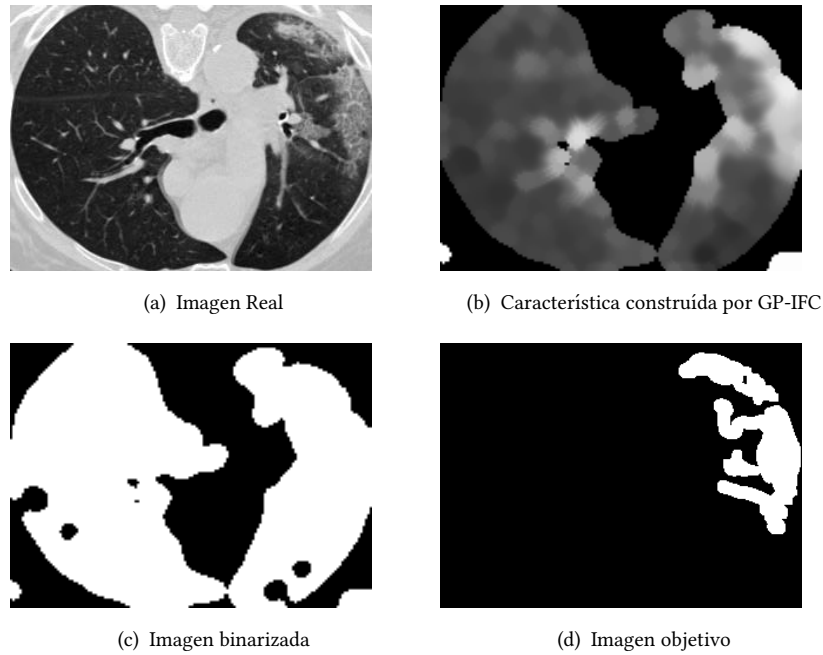 (a) Imagen Real
(b) Característica construída por GP-IFC
(c) Imagen binarizada
(d) Imagen objetivo